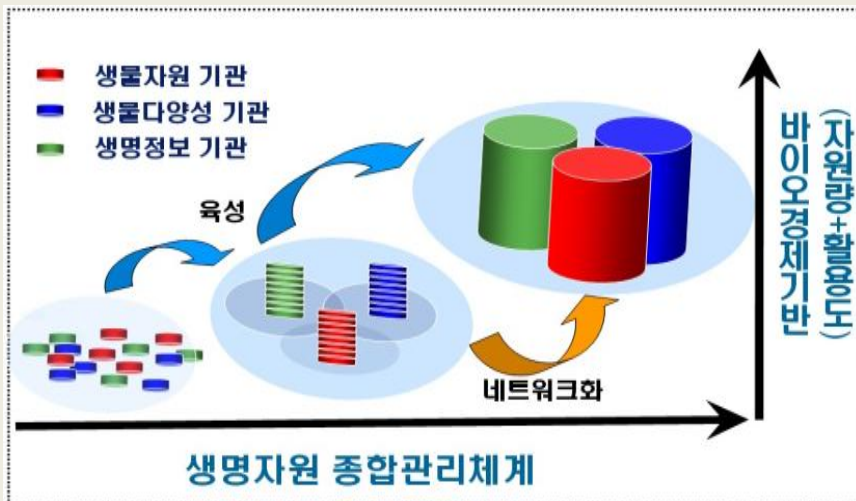 생물자원 기관
생물다양성 기관
생명정보 기관
육성
네트워크화
생명자원 종합관리체계
바이오경제기반
(자원량+활용도)